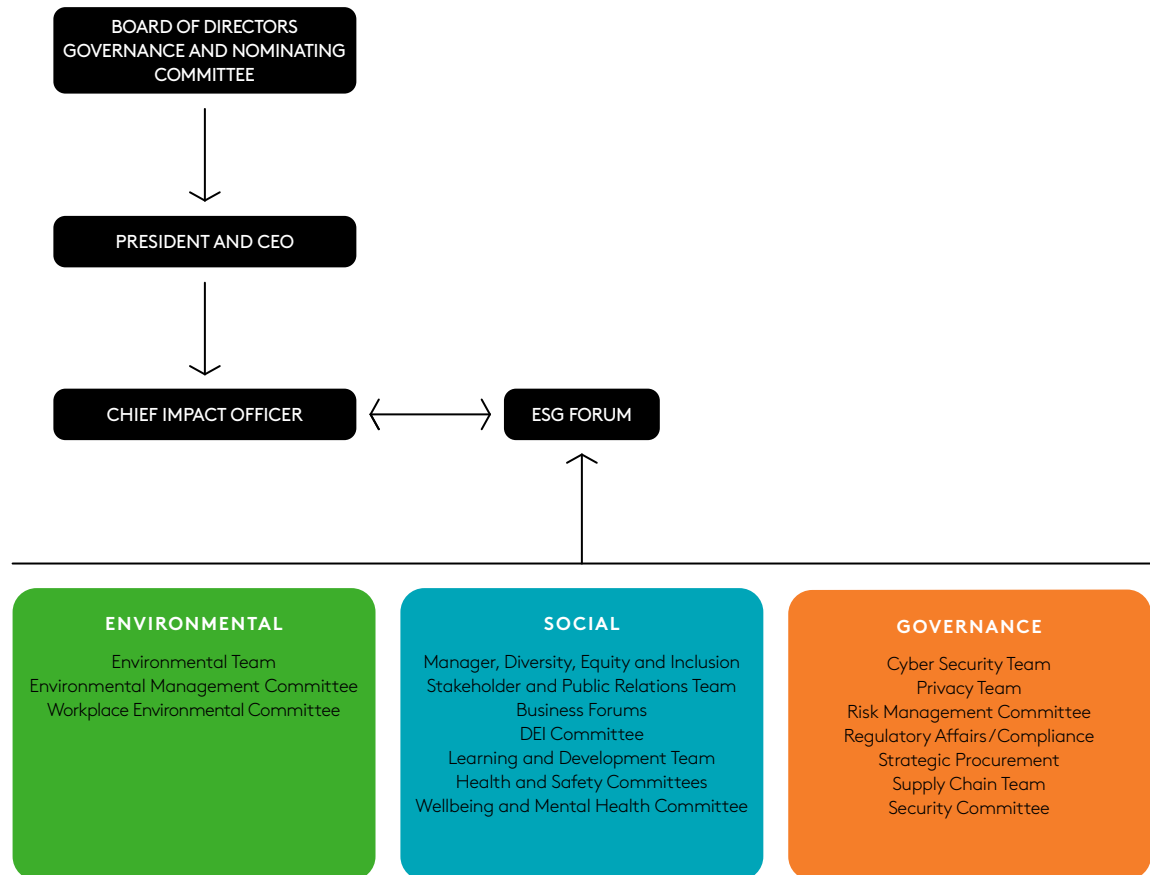 BOARD OF DIRECTORS
GOVERNANCE AND NOMINATING
COMMITTEE
PRESIDENT AND CEO
CHIEF IMPACT OFFICER
ESG FORUM
ENVIRONMENTAL
Environmental Team
Environmental Management Committee
Workplace Environmental Committee
SOCIAL
Manager, Diversity, Equity and Inclusion
Stakeholder and Public Relations Team
Business Forums
DEI Committee
Learning and Development Team
Health and Safety Committees
Wellbeing and Mental Health Committee
GOVERNANCE
Cyber Security Team
Privacy Team
Risk Management Committee
Regulatory Affairs/Compliance
Strategic Procurement
Supply Chain Team
Security Committee